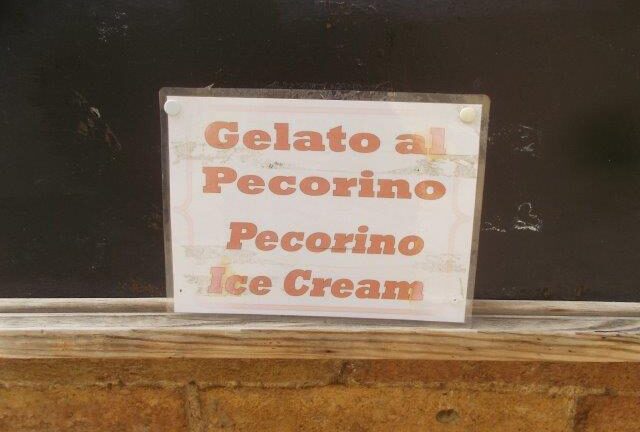 Gelato al
Pecorino
Pecorino
Ice Cream